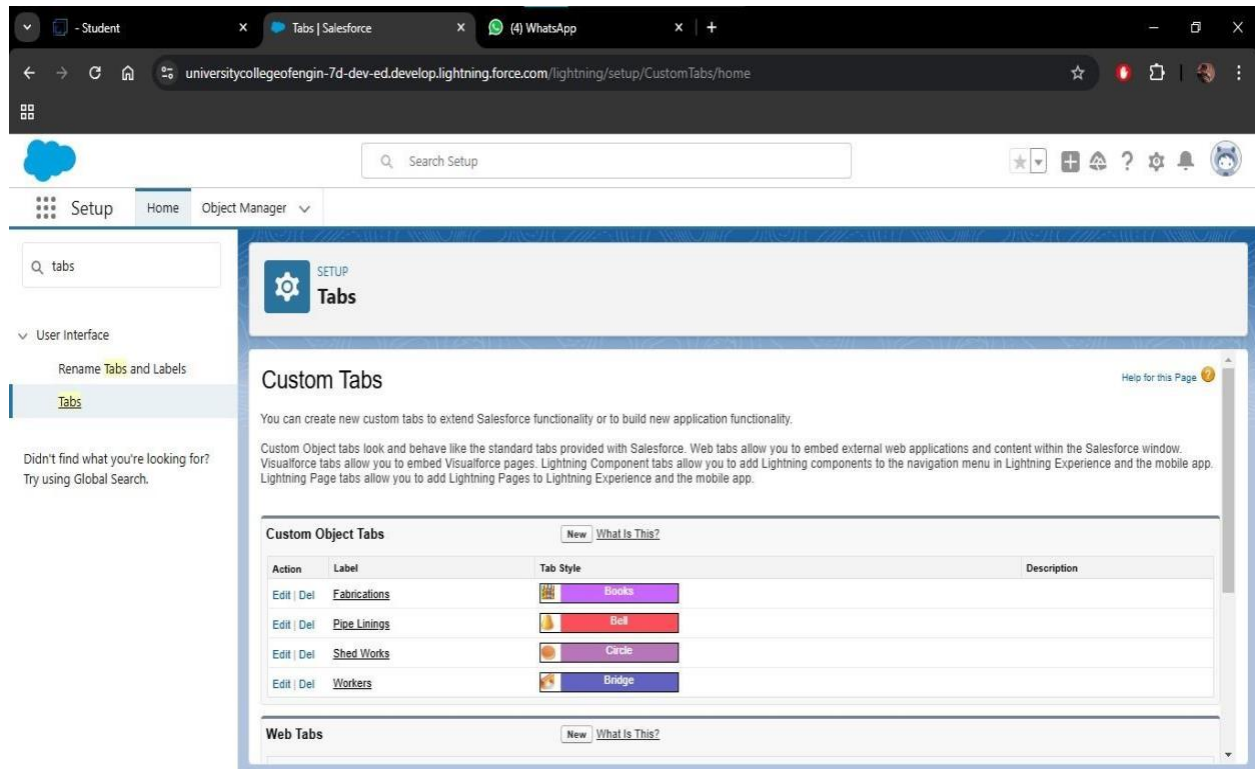 - Student
Tabs | Salesforce
(4) WhatsApp
universitycollegeofengin-7d-dev-ed.develop.lightning.force.com/lightning/setup/CustomTabs/home
Search Setup
Setup Home Object Manager
tabs
User Interface
Rename Tabs and Labels
Tabs
Didn't find what you're looking for?
Try using Global Search.
SETUP
Tabs
Custom Tabs
Help for this Page
You can create new custom tabs to extend Salesforce functionality or to build new application functionality.
Custom Object tabs look and behave like the standard tabs provided with Salesforce. Web tabs allow you to embed external web applications and content within the Salesforce window.
Visualforce tabs allow you to embed Visualforce pages. Lightning Component tabs allow you to add Lightning components to the navigation menu in Lightning Experience and the mobile app.
Lightning Page tabs allow you to add Lightning Pages to Lightning Experience and the mobile app.
Custom Object Tabs New What Is This?
Action Label Tab Style Description
Edit | Del Fabrications Books
Edit | Del Pipe Linings Bell
Edit | Del Shed Works Circle
Edit | Del Workers Bridge
Web Tabs New What Is This?